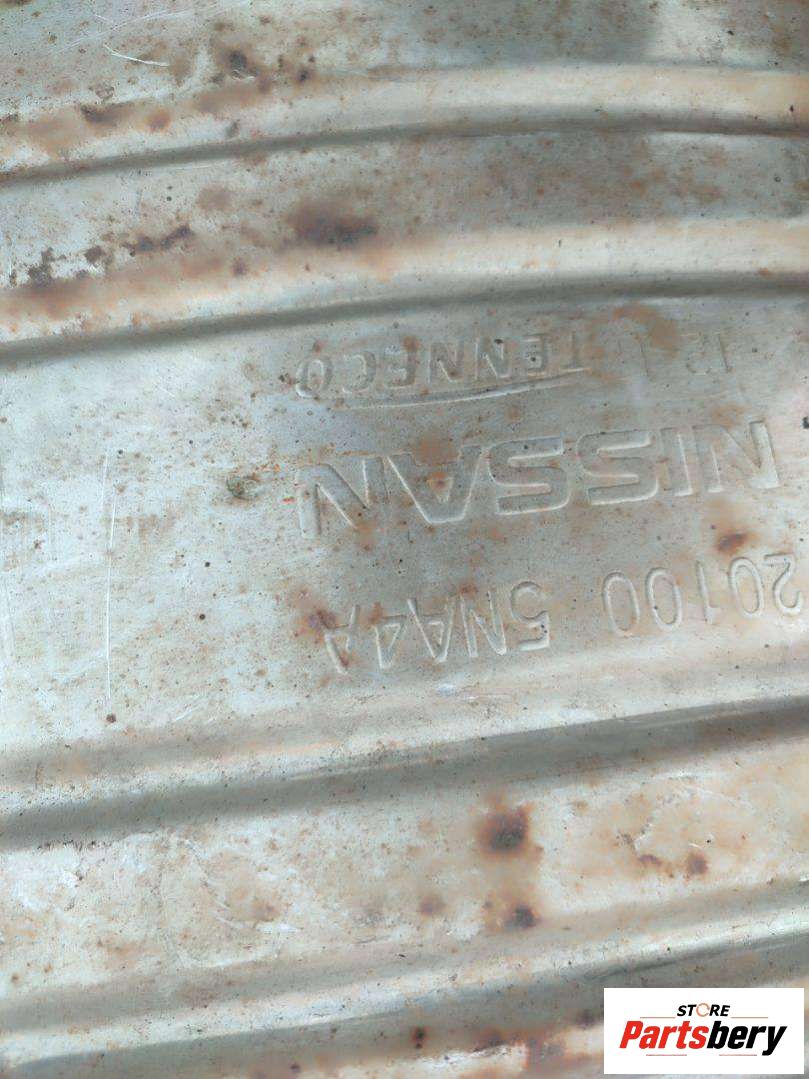 20100 5NA4A
NISSAN
TENNECO
STORE
Partsbery